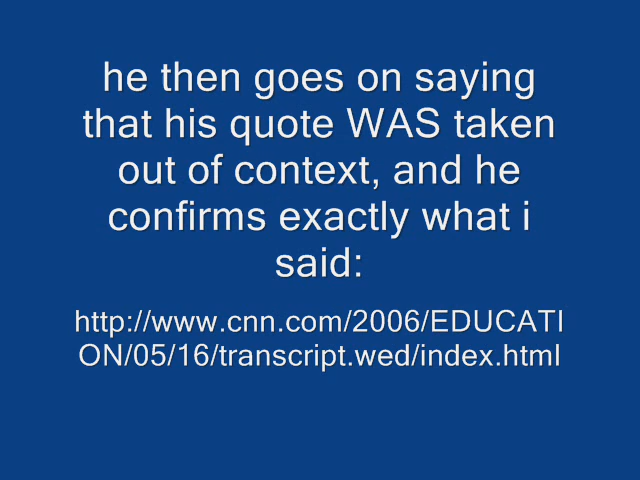 he then goes on saying
that his quote WAS taken
out of context, and he
confirms exactly what i
said:
http://www.cnn.com/2006/EDUCATI
ON/05/16/transcript.wed/index.html